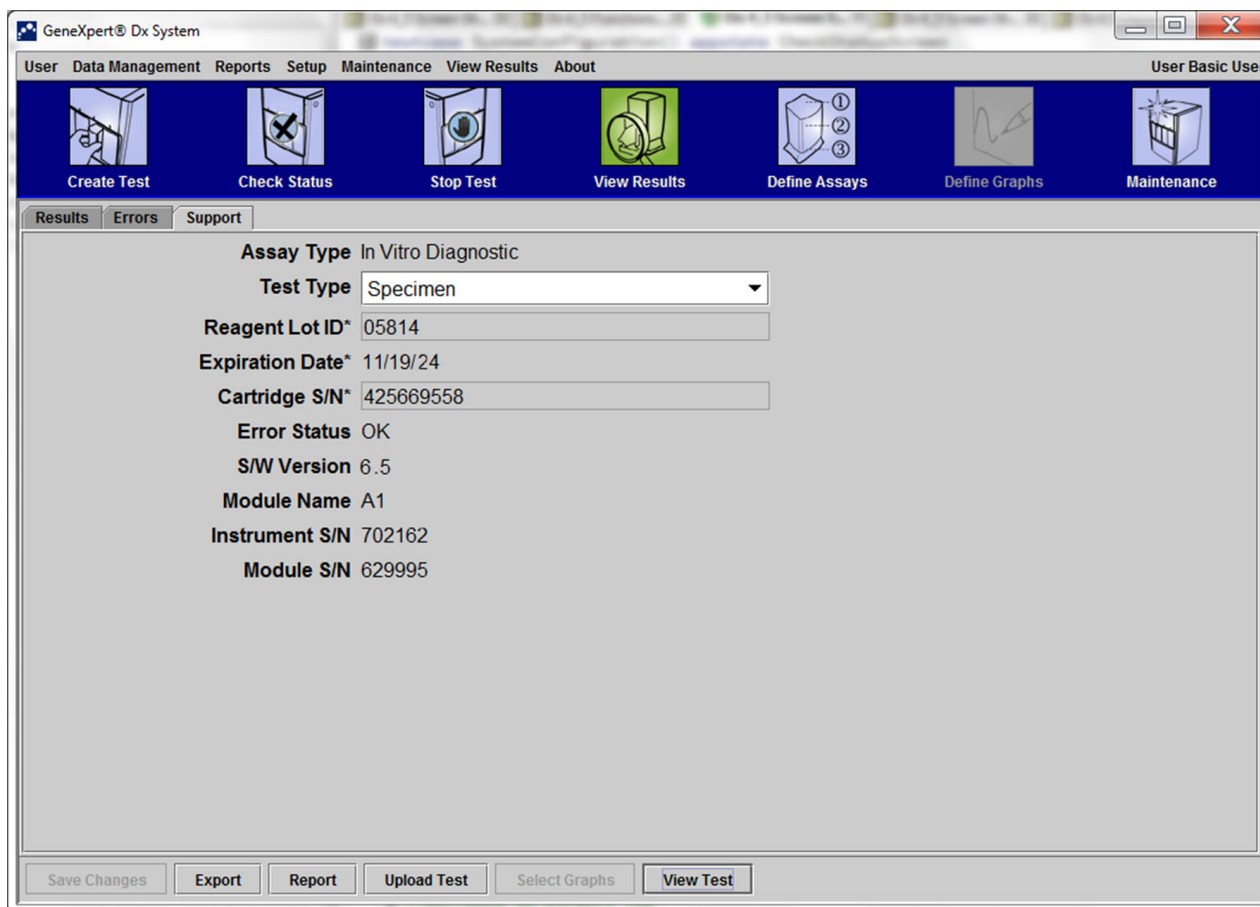 GeneXpert® Dx System
User Data Management Reports Setup Maintenance View Results About User Basic Use
① ② ③
Create Test Check Status Stop Test View Results Define Assays Define Graphs Maintenance
Results Errors Support
Assay Type In Vitro Diagnostic
Test Type Specimen
Reagent Lot ID* 05814
Expiration Date* 11/19/24
Cartridge S/N* 425669558
Error Status OK
S/W Version 6.5
Module Name A1
Instrument S/N 702162
Module S/N 629995
Save Changes Export Report Upload Test Select Graphs View Test